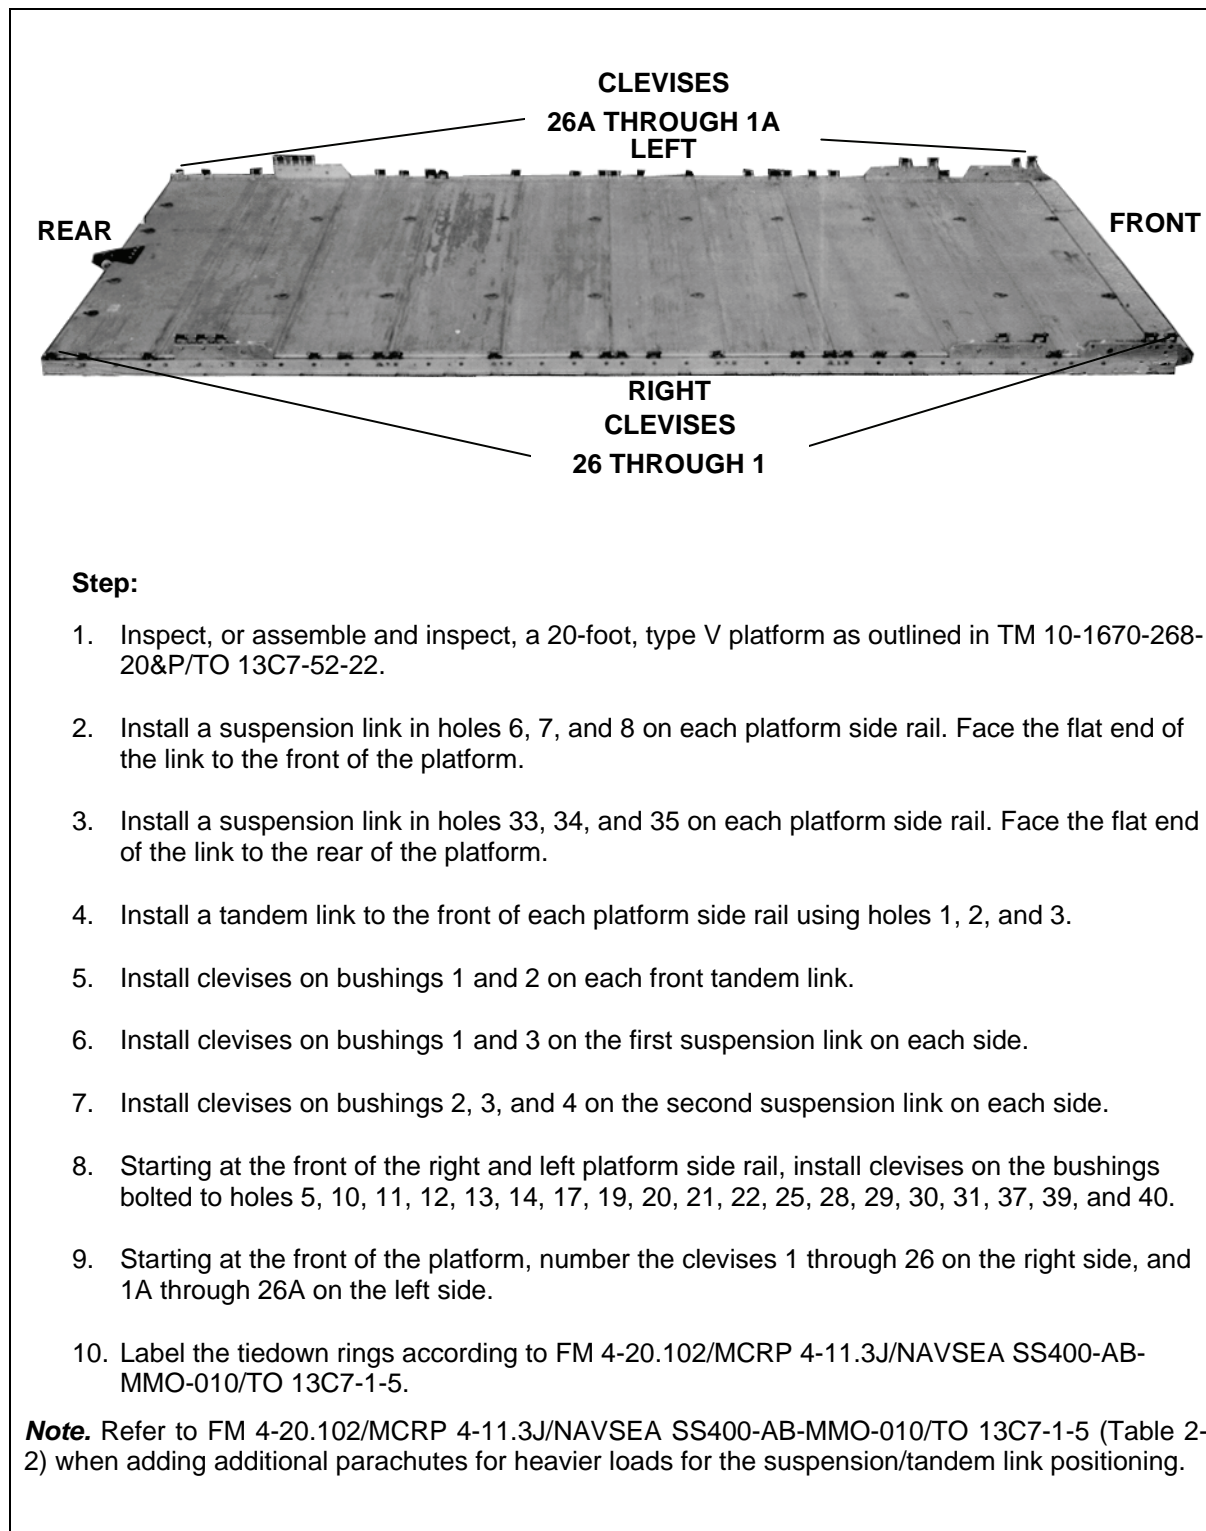 CLEVISES
26A THROUGH 1A
LEFT
REAR
FRONT
RIGHT
CLEVISES
26 THROUGH 1
Step:
1. Inspect, or assemble and inspect, a 20-foot, type V platform as outlined in TM 10-1670-268-
20&P/TO 13C7-52-22.
2. Install a suspension link in holes 6, 7, and 8 on each platform side rail. Face the flat end of
the link to the front of the platform.
3. Install a suspension link in holes 33, 34, and 35 on each platform side rail. Face the flat end
of the link to the rear of the platform.
4. Install a tandem link to the front of each platform side rail using holes 1, 2, and 3.
5. Install clevises on bushings 1 and 2 on each front tandem link.
6. Install clevises on bushings 1 and 3 on the first suspension link on each side.
7. Install clevises on bushings 2, 3, and 4 on the second suspension link on each side.
8. Starting at the front of the right and left platform side rail, install clevises on the bushings
bolted to holes 5, 10, 11, 12, 13, 14, 17, 19, 20, 21, 22, 25, 28, 29, 30, 31, 37, 39, and 40.
9. Starting at the front of the platform, number the clevises 1 through 26 on the right side, and
1A through 26A on the left side.
10. Label the tiedown rings according to FM 4-20.102/MCRP 4-11.3J/NAVSEA SS400-AB-
MMO-010/TO 13C7-1-5.
Note. Refer to FM 4-20.102/MCRP 4-11.3J/NAVSEA SS400-AB-MMO-010/TO 13C7-1-5 (Table 2-
2) when adding additional parachutes for heavier loads for the suspension/tandem link positioning.